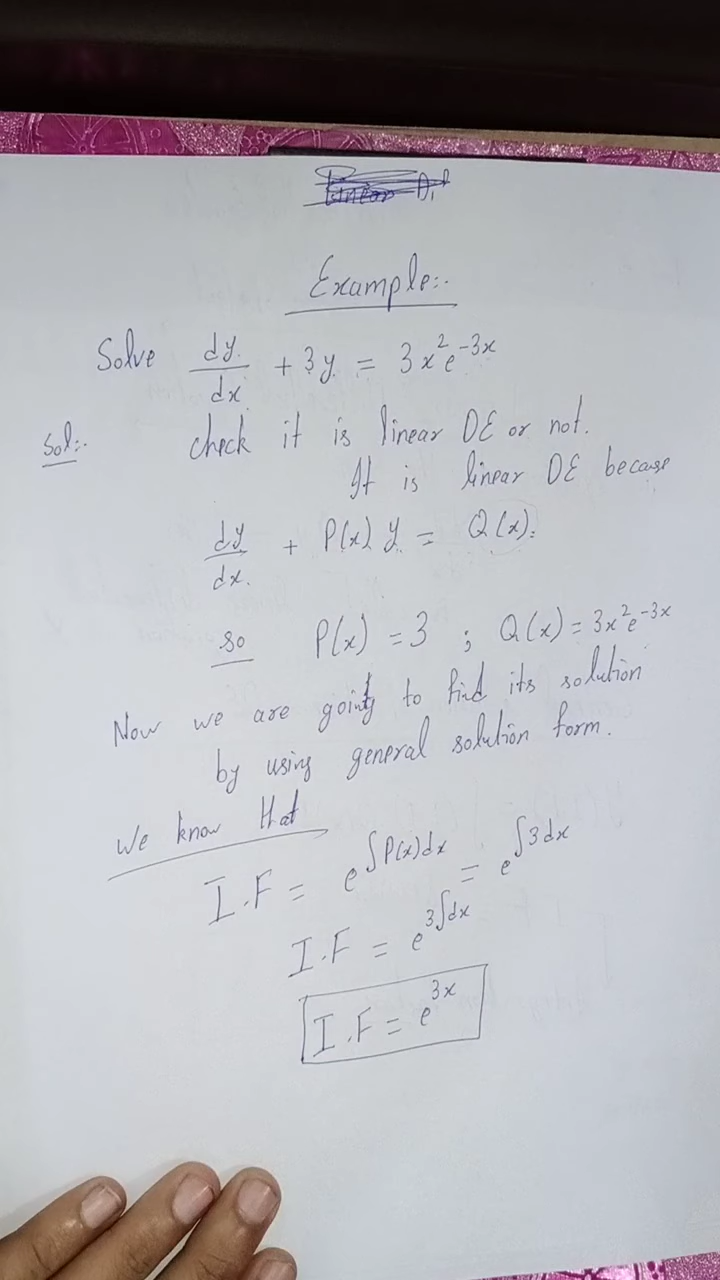 Linear Di
Example:.
Solve dy/dx + 3y = 3x²e⁻³ˣ
Sol:. check it is linear DE or not.
It is linear DE because
dy/dx + P(x) y = Q(x).
so P(x) = 3 ; Q(x) = 3x²e⁻³ˣ
Now we are going to find its solution
by using general solution form.
We know that
I.F = e^∫P(x)dx = e^∫3dx
I.F = e^3∫dx
I.F = e^3x